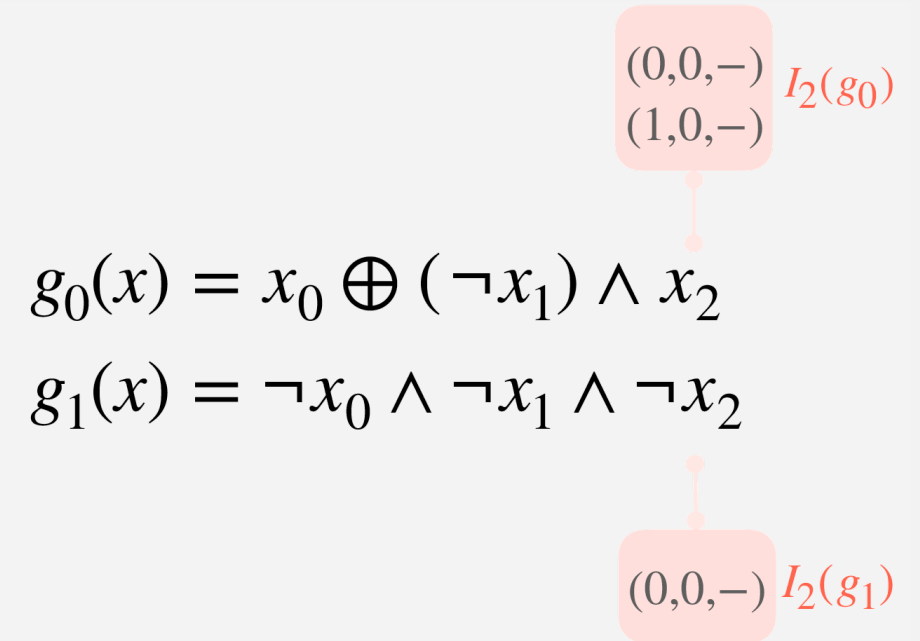 (0,0,−)
(1,0,−)
I₂(g₀)
g₀(x) = x₀ ⊕ (¬x₁) ∧ x₂
g₁(x) = ¬x₀ ∧ ¬x₁ ∧ ¬x₂
(0,0,−) I₂(g₁)